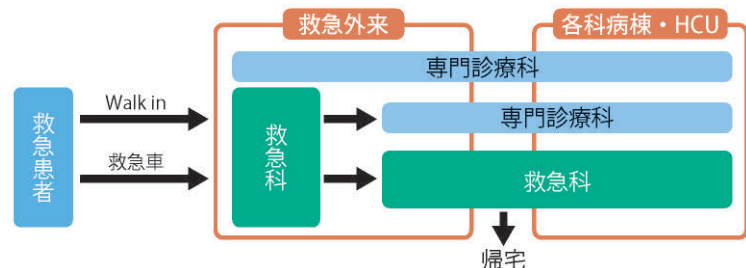 救急外来
各科病棟・HCU
専門診療科
救急患者
Walk in
救急車
救急科
専門診療科
救急科
帰宅